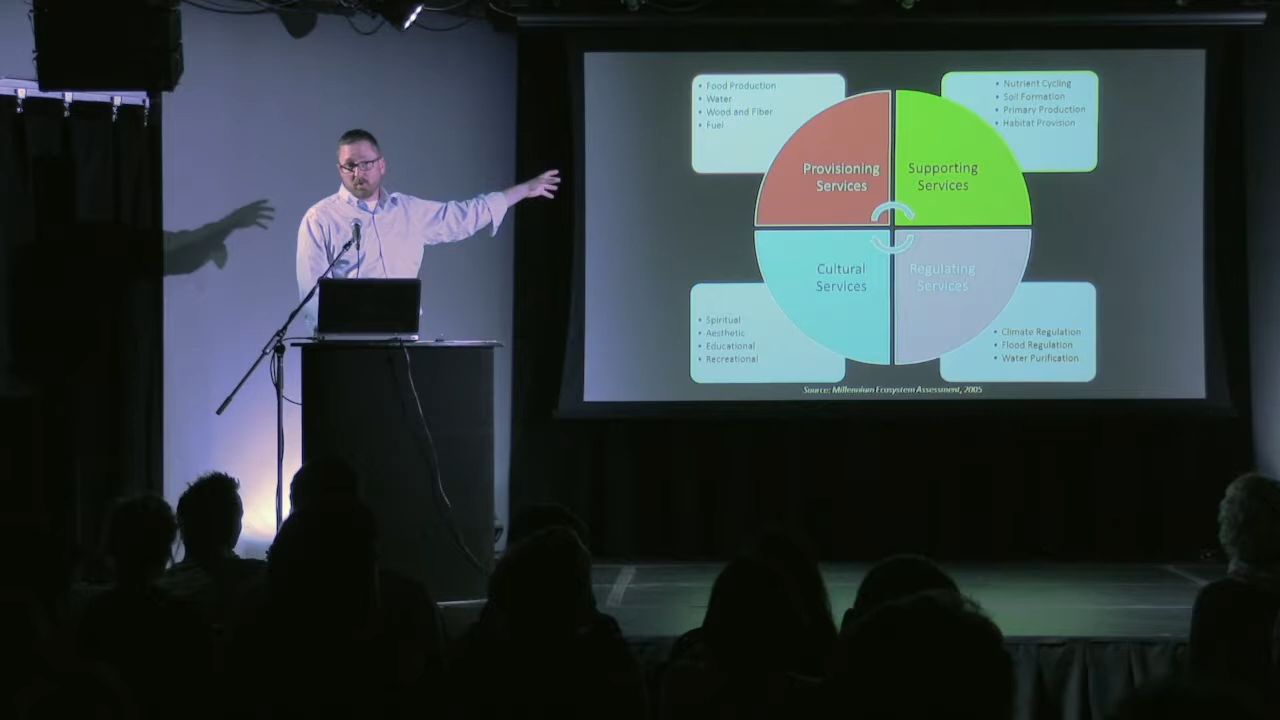 • Food Production
• Water
• Wood and Fiber
• Fuel
• Nutrient Cycling
• Soil Formation
• Primary Production
• Habitat Provision
Provisioning
Services
Supporting
Services
Cultural
Services
Regulating
Services
• Spiritual
• Aesthetic
• Educational
• Recreational
• Climate Regulation
• Flood Regulation
• Water Purification
Source: Millennium Ecosystem Assessment, 2005